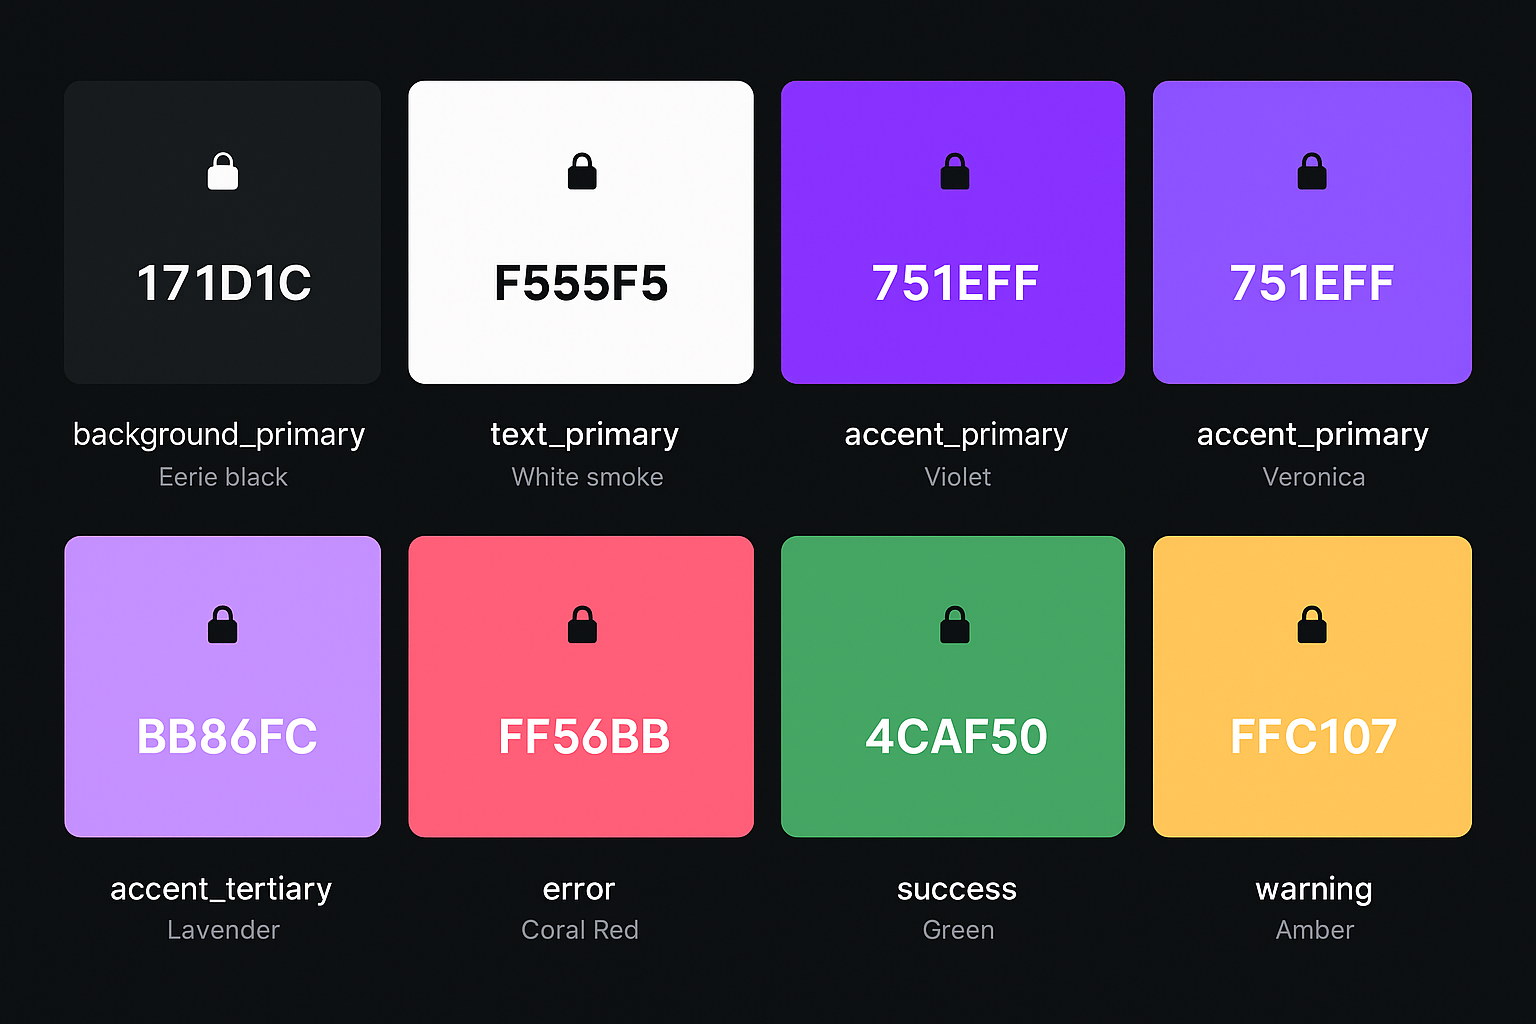 171D1C
F555F5
751EFF
751EFF
background_primary
text_primary
accent_primary
accent_primary
Eerie black
White smoke
Violet
Veronica
BB86FC
FF56BB
4CAF50
FFC107
accent_tertiary
error
success
warning
Lavender
Coral Red
Green
Amber